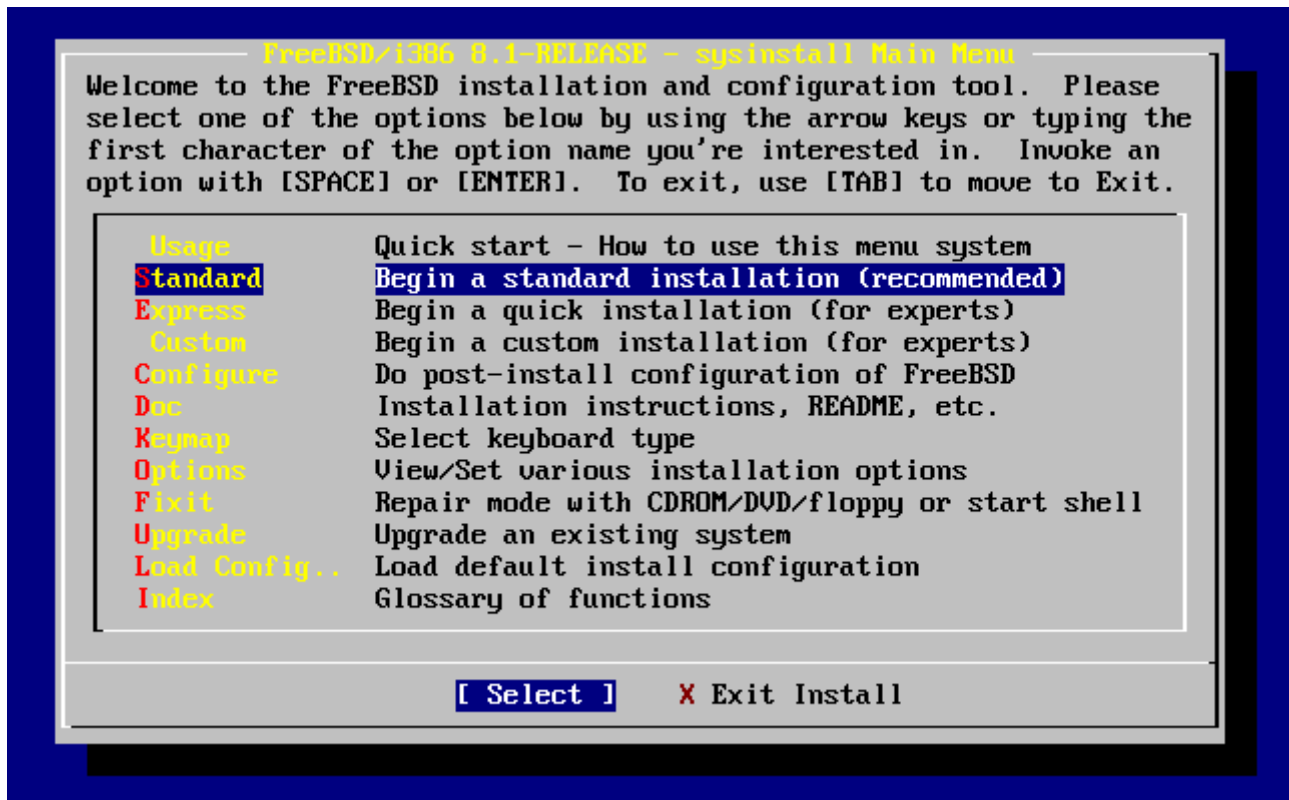 FreeBSD/i386 8.1-RELEASE - sysinstall Main Menu
Welcome to the FreeBSD installation and configuration tool.  Please
select one of the options below by using the arrow keys or typing the
first character of the option name you're interested in.  Invoke an
option with [SPACE] or [ENTER].  To exit, use [TAB] to move to Exit.
Usage Quick start - How to use this menu system
Standard Begin a standard installation (recommended)
Express Begin a quick installation (for experts)
Custom Begin a custom installation (for experts)
Configure Do post-install configuration of FreeBSD
Doc Installation instructions, README, etc.
Keymap Select keyboard type
Options View/Set various installation options
Fixit Repair mode with CDROM/DVD/floppy or start shell
Upgrade Upgrade an existing system
Load Config.. Load default install configuration
Index Glossary of functions
[ Select ] X Exit Install